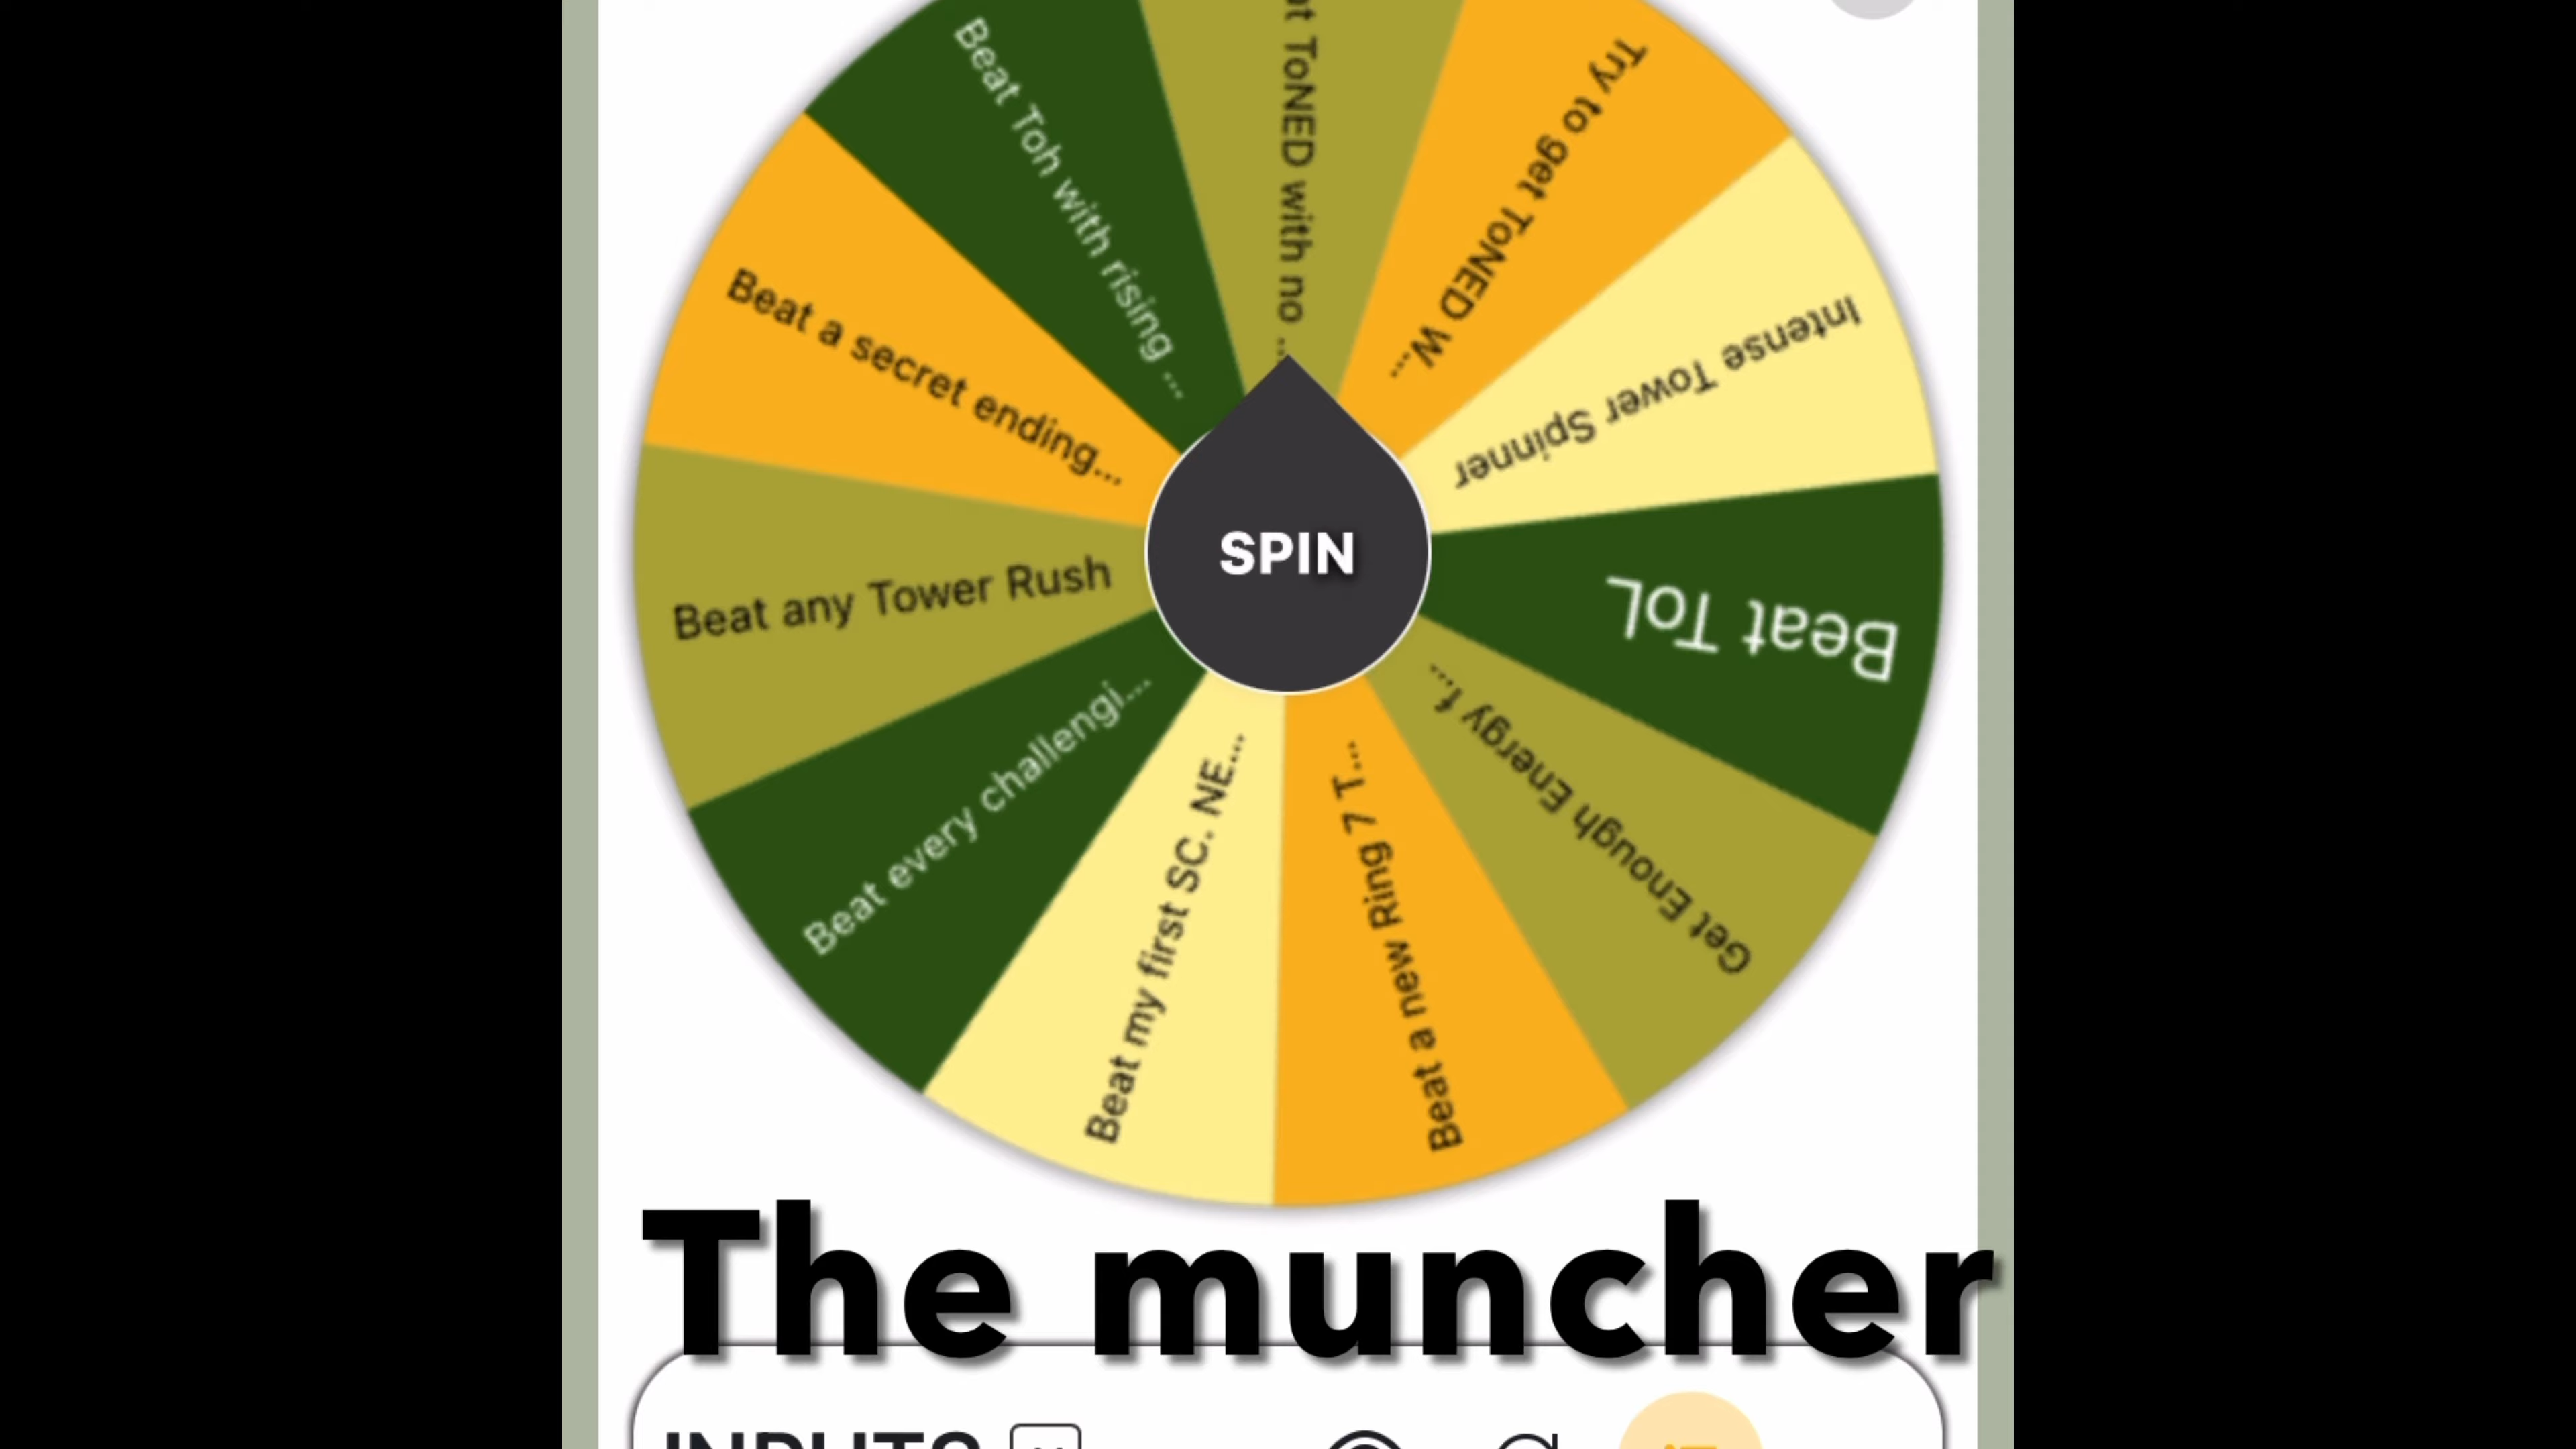 Beat Toh with rising ...
ToNED with no ...
Try to get ToNED W...
Intense Tower Spinner
Beat ToL
Get Enough Energy f...
Beat a new Ring 7 T...
Beat my first SC. NE...
Beat every challengi...
Beat any Tower Rush
Beat a secret ending...
SPIN
The muncher
INPUTS